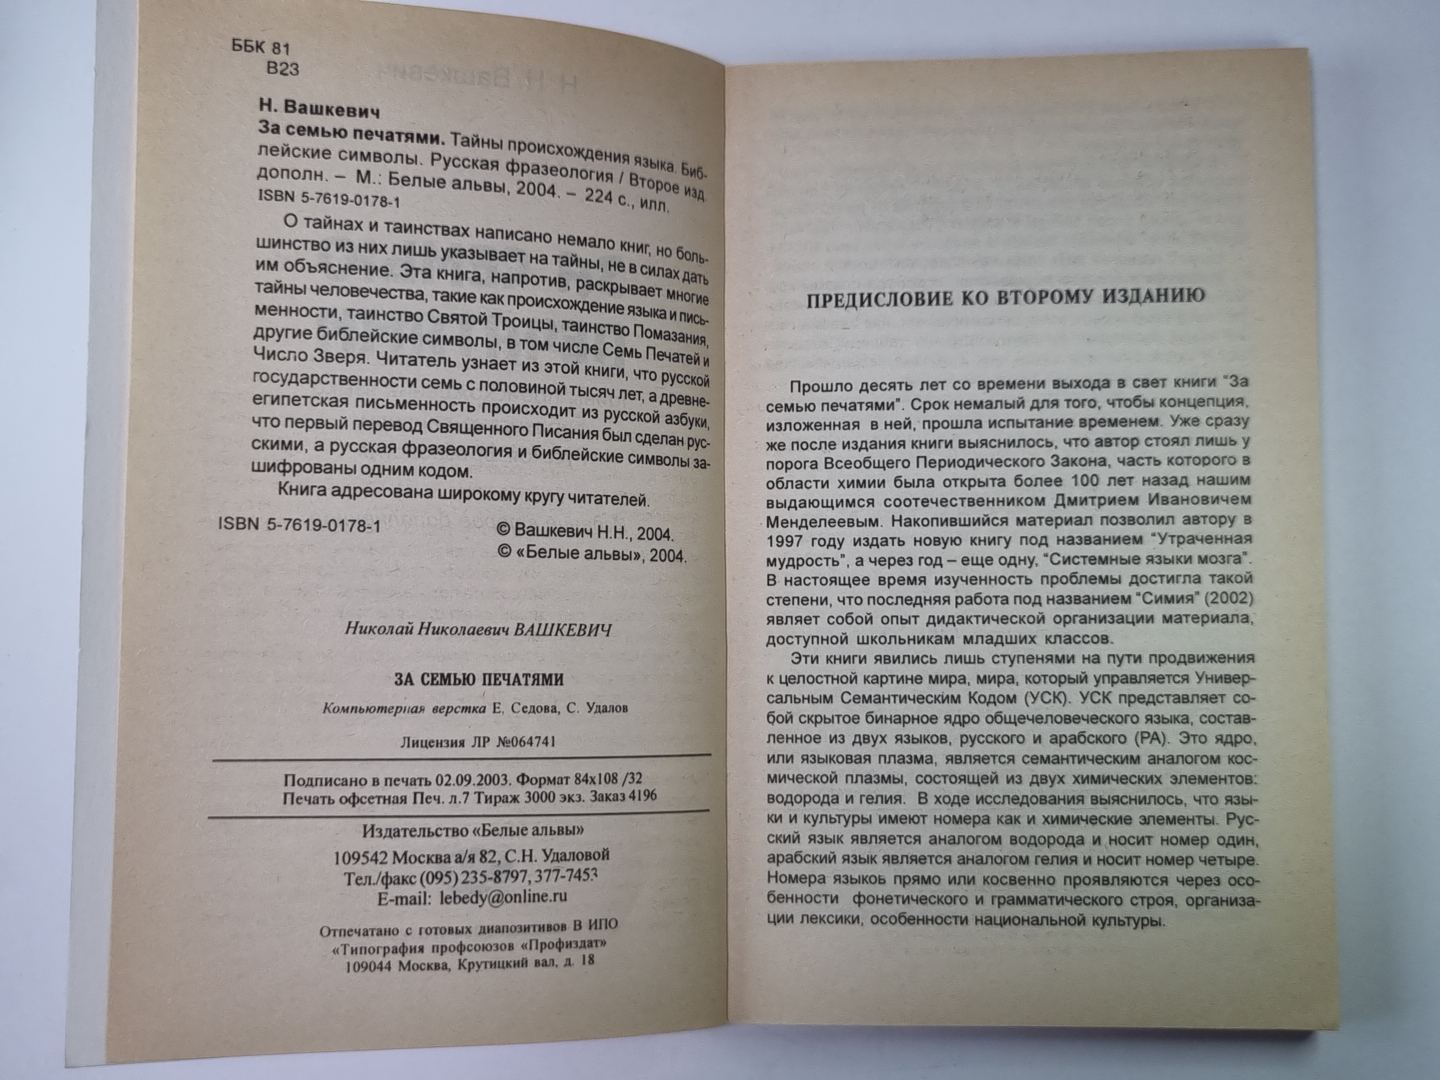 ББК 81
В23
Н. Вашкевич
За семью печатями. Тайны происхождения языка. Биб-
лейские символы. Русская фразеология / Второе изд.
дополн. – М.: Белые альвы, 2004. – 224 с., илл.
ISBN 5-7619-0178-1
О тайнах и таинствах написано немало книг, но боль-
шинство из них лишь указывает на тайны, не в силах дать
им объяснение. Эта книга, напротив, раскрывает многие
тайны человечества, такие как происхождение языка и пись-
менности, таинство Святой Троицы, таинство Помазания,
другие библейские символы, в том числе Семь Печатей и
Число Зверя. Читатель узнает из этой книги, что русской
государственности семь с половиной тысяч лет, а древне-
египетская письменность происходит из русской азбуки,
что первый перевод Священного Писания был сделан рус-
скими, а русская фразеология и библейские символы за-
шифрованы одним кодом.
Книга адресована широкому кругу читателей.
ISBN 5-7619-0178-1
© Вашкевич Н.Н., 2004.
© «Белые альвы», 2004.
Николай Николаевич ВАШКЕВИЧ
ЗА СЕМЬЮ ПЕЧАТЯМИ
Компьютерная верстка Е. Седова, С. Удалов
Лицензия ЛР №064741
Подписано в печать 02.09.2003. Формат 84х108 /32
Печать офсетная Печ. л.7 Тираж 3000 экз. Заказ 4196
Издательство «Белые альвы»
109542 Москва а/я 82, С.Н. Удаловой
Тел./факс (095) 235-8797, 377-7453
E-mail: lebedy@online.ru
Отпечатано с готовых диапозитивов В ИПО
«Типография профсоюзов «Профиздат»
109044 Москва, Крутицкий вал, д. 18
ПРЕДИСЛОВИЕ КО ВТОРОМУ ИЗДАНИЮ
Прошло десять лет со времени выхода в свет книги "За
семью печатями". Срок немалый для того, чтобы концепция,
изложенная в ней, прошла испытание временем. Уже сразу
же после издания книги выяснилось, что автор стоял лишь у
порога Всеобщего Периодического Закона, часть которого в
области химии была открыта более 100 лет назад нашим
выдающимся соотечественником Дмитрием Ивановичем
Менделеевым. Накопившийся материал позволил автору в
1997 году издать новую книгу под названием "Утраченная
мудрость", а через год – еще одну, "Системные языки мозга".
В настоящее время изученность проблемы достигла такой
степени, что последняя работа под названием "Симия" (2002)
являет собой опыт дидактической организации материала,
доступной школьникам младших классов.
Эти книги явились лишь ступенями на пути продвижения
к целостной картине мира, мира, который управляется Универ-
сальным Семантическим Кодом (УСК). УСК представляет со-
бой скрытое бинарное ядро общечеловеческого языка, состав-
ленное из двух языков, русского и арабского (РА). Это ядро,
или языковая плазма, является семантическим аналогом кос-
мической плазмы, состоящей из двух химических элементов:
водорода и гелия. В ходе исследования выяснилось, что язы-
ки и культуры имеют номера как и химические элементы. Рус-
ский язык является аналогом водорода и носит номер один,
арабский язык является аналогом гелия и носит номер четыре.
Номера языков прямо или косвенно проявляются через осо-
бенности фонетического и грамматического строя, организа-
ции лексики, особенности национальной культуры.